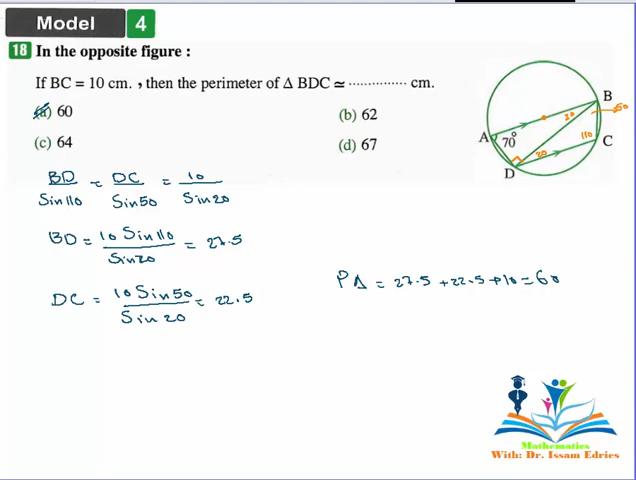 Model 4
18 In the opposite figure :
If BC = 10 cm. , then the perimeter of Δ BDC ≃ ·············· cm.
(a) 60
(b) 62
(c) 64
(d) 67
B
50
20
A
70°
110
C
20
D
BD/Sin110 = DC/Sin50 = 10/Sin20
BD = 10 Sin110/Sin20 = 27.5
DC = 10 Sin50/Sin20 = 22.5
PΔ = 27.5 + 22.5 + 10 = 60
Mathematics
With: Dr. Issam Edries